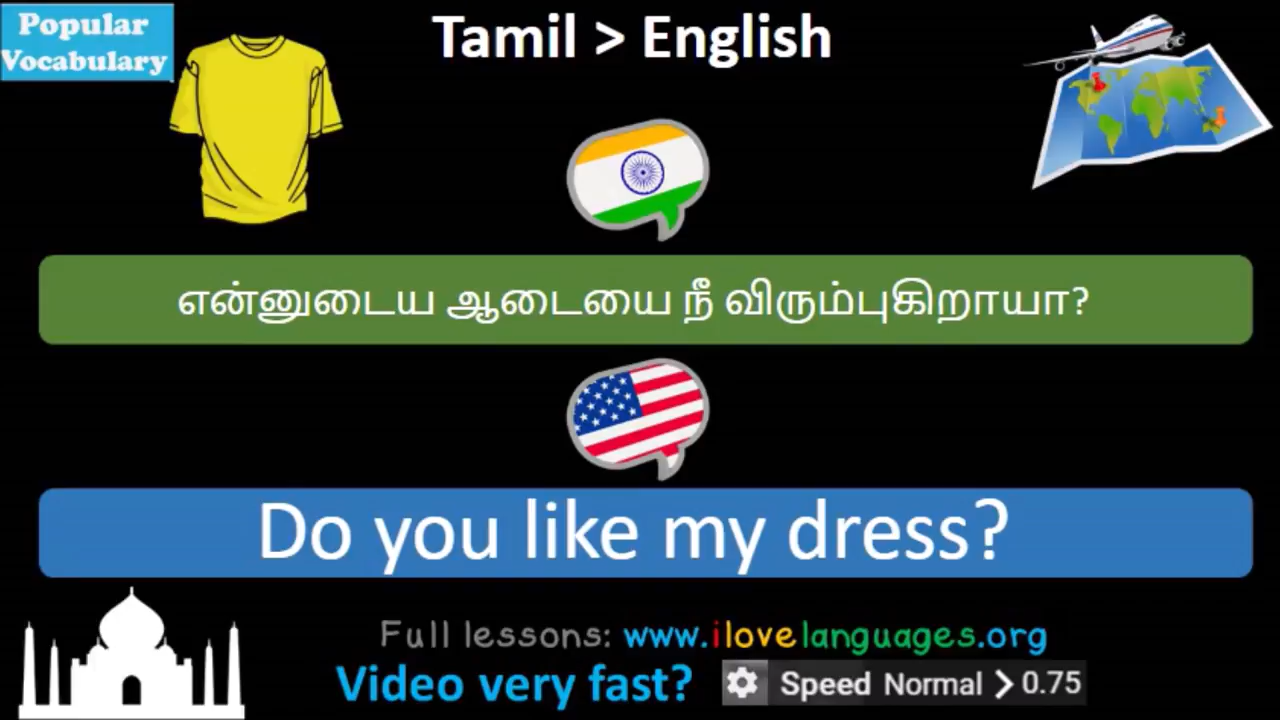 Popular
Vocabulary
Tamil > English
என்னுடைய ஆடையை நீ விரும்புகிறாயா?
Do you like my dress?
Full lessons: www.ilovelanguages.org
Video very fast? Speed Normal > 0.75